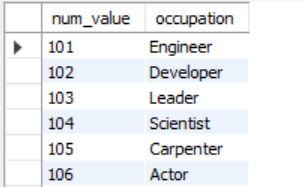 num_value occupation
101 Engineer
102 Developer
103 Leader
104 Scientist
105 Carpenter
106 Actor